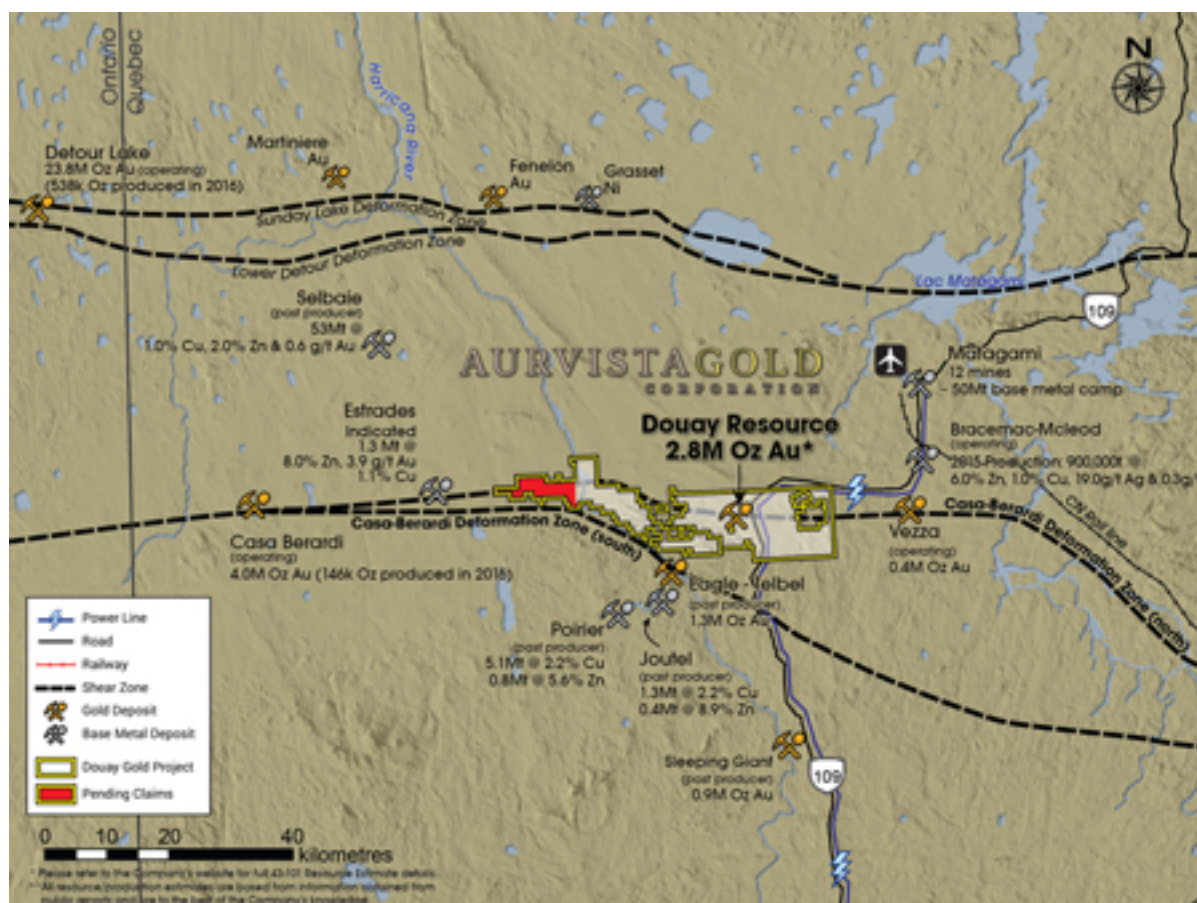 Ontario
Quebec
Harricana River
N
Detour Lake
23.8M Oz Au (operating)
(538k Oz produced in 2016)
Martiniere
Au
Fenelon
Au
Grasset
Ni
Sunday Lake Deformation Zone
Lower Detour Deformation Zone
Lac Matagami
109
Selbaie
(past producer)
53Mt @
1.0% Cu, 2.0% Zn & 0.6 g/t Au
AURVISTAGOLD
CORPORATION
Matagami
12 mines
~ 50Mt base metal camp
Estrades
Indicated
1.3 Mt @
8.0% Zn, 3.9 g/t Au
1.1% Cu
Douay Resource
2.8M Oz Au*
Bracemac-Mcleod
(operating)
2015-Production: 900,000t @
6.0% Zn, 1.0% Cu, 19.0g/t Ag & 0.3g/
CN Rail line
Casa-Berardi Deformation Zone (south)
Casa-Berardi Deformation Zone (north)
Casa Berardi
(operating)
4.0M Oz Au (146k Oz produced in 2016)
Vezza
(operating)
0.4M Oz Au
Eagle - Telbel
(past producer)
1.3M Oz Au
Poirier
(past producer)
5.1Mt @ 2.2% Cu
0.8Mt @ 5.6% Zn
Joutel
(past producer)
1.3Mt @ 2.2% Cu
0.4Mt @ 8.9% Zn
Sleeping Giant
(past producer)
0.9M Oz Au
109
Power Line
Road
Railway
Shear Zone
Gold Deposit
Base Metal Deposit
Douay Gold Project
Pending Claims
0 10 20 40
kilometres
* Please refer to the Company's website for full 43-101 Resource Estimate details.
**All resource/production estimates are based from information obtained from
public reports and are to the best of the Company's knowledge.